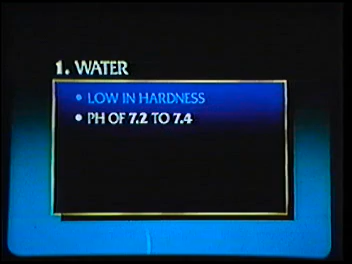 1. WATER
• LOW IN HARDNESS
• PH OF 7.2 TO 7.4